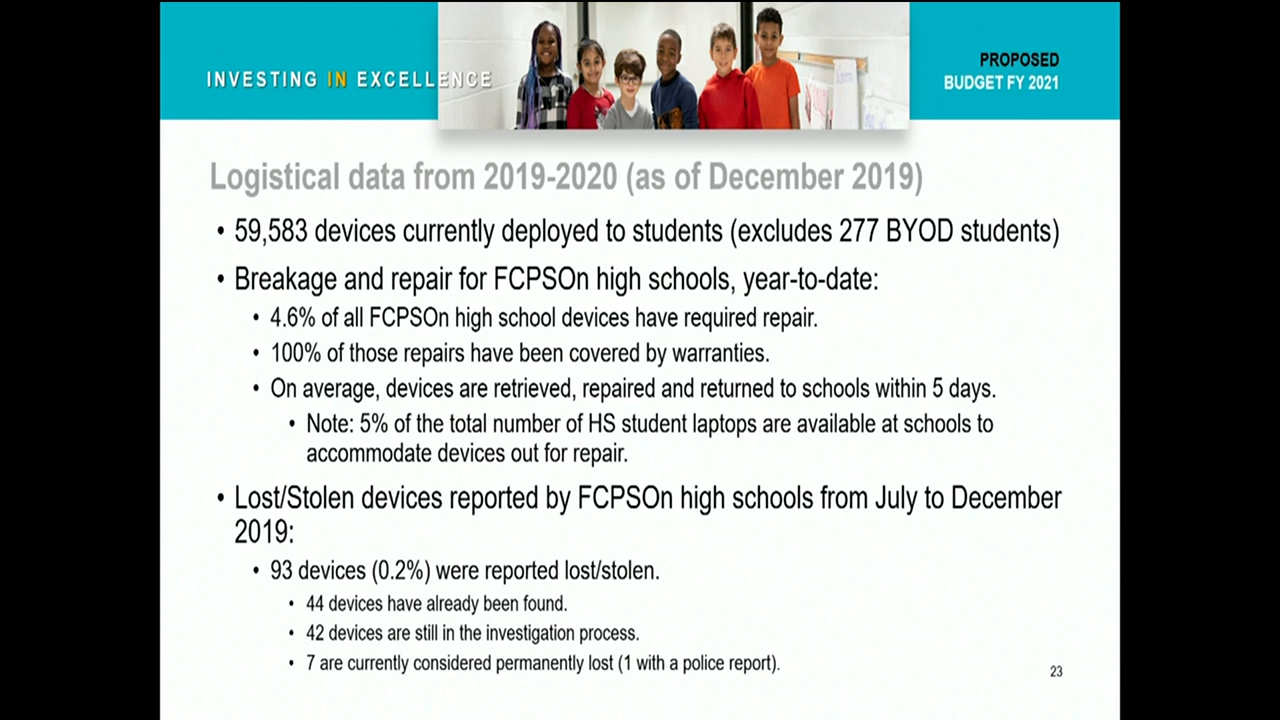 INVESTING IN EXCELLENCE
PROPOSED
BUDGET FY 2021
Logistical data from 2019-2020 (as of December 2019)
• 59,583 devices currently deployed to students (excludes 277 BYOD students)
• Breakage and repair for FCPSOn high schools, year-to-date:
• 4.6% of all FCPSOn high school devices have required repair.
• 100% of those repairs have been covered by warranties.
• On average, devices are retrieved, repaired and returned to schools within 5 days.
• Note: 5% of the total number of HS student laptops are available at schools to
accommodate devices out for repair.
• Lost/Stolen devices reported by FCPSOn high schools from July to December
2019:
• 93 devices (0.2%) were reported lost/stolen.
• 44 devices have already been found.
• 42 devices are still in the investigation process.
• 7 are currently considered permanently lost (1 with a police report).
23